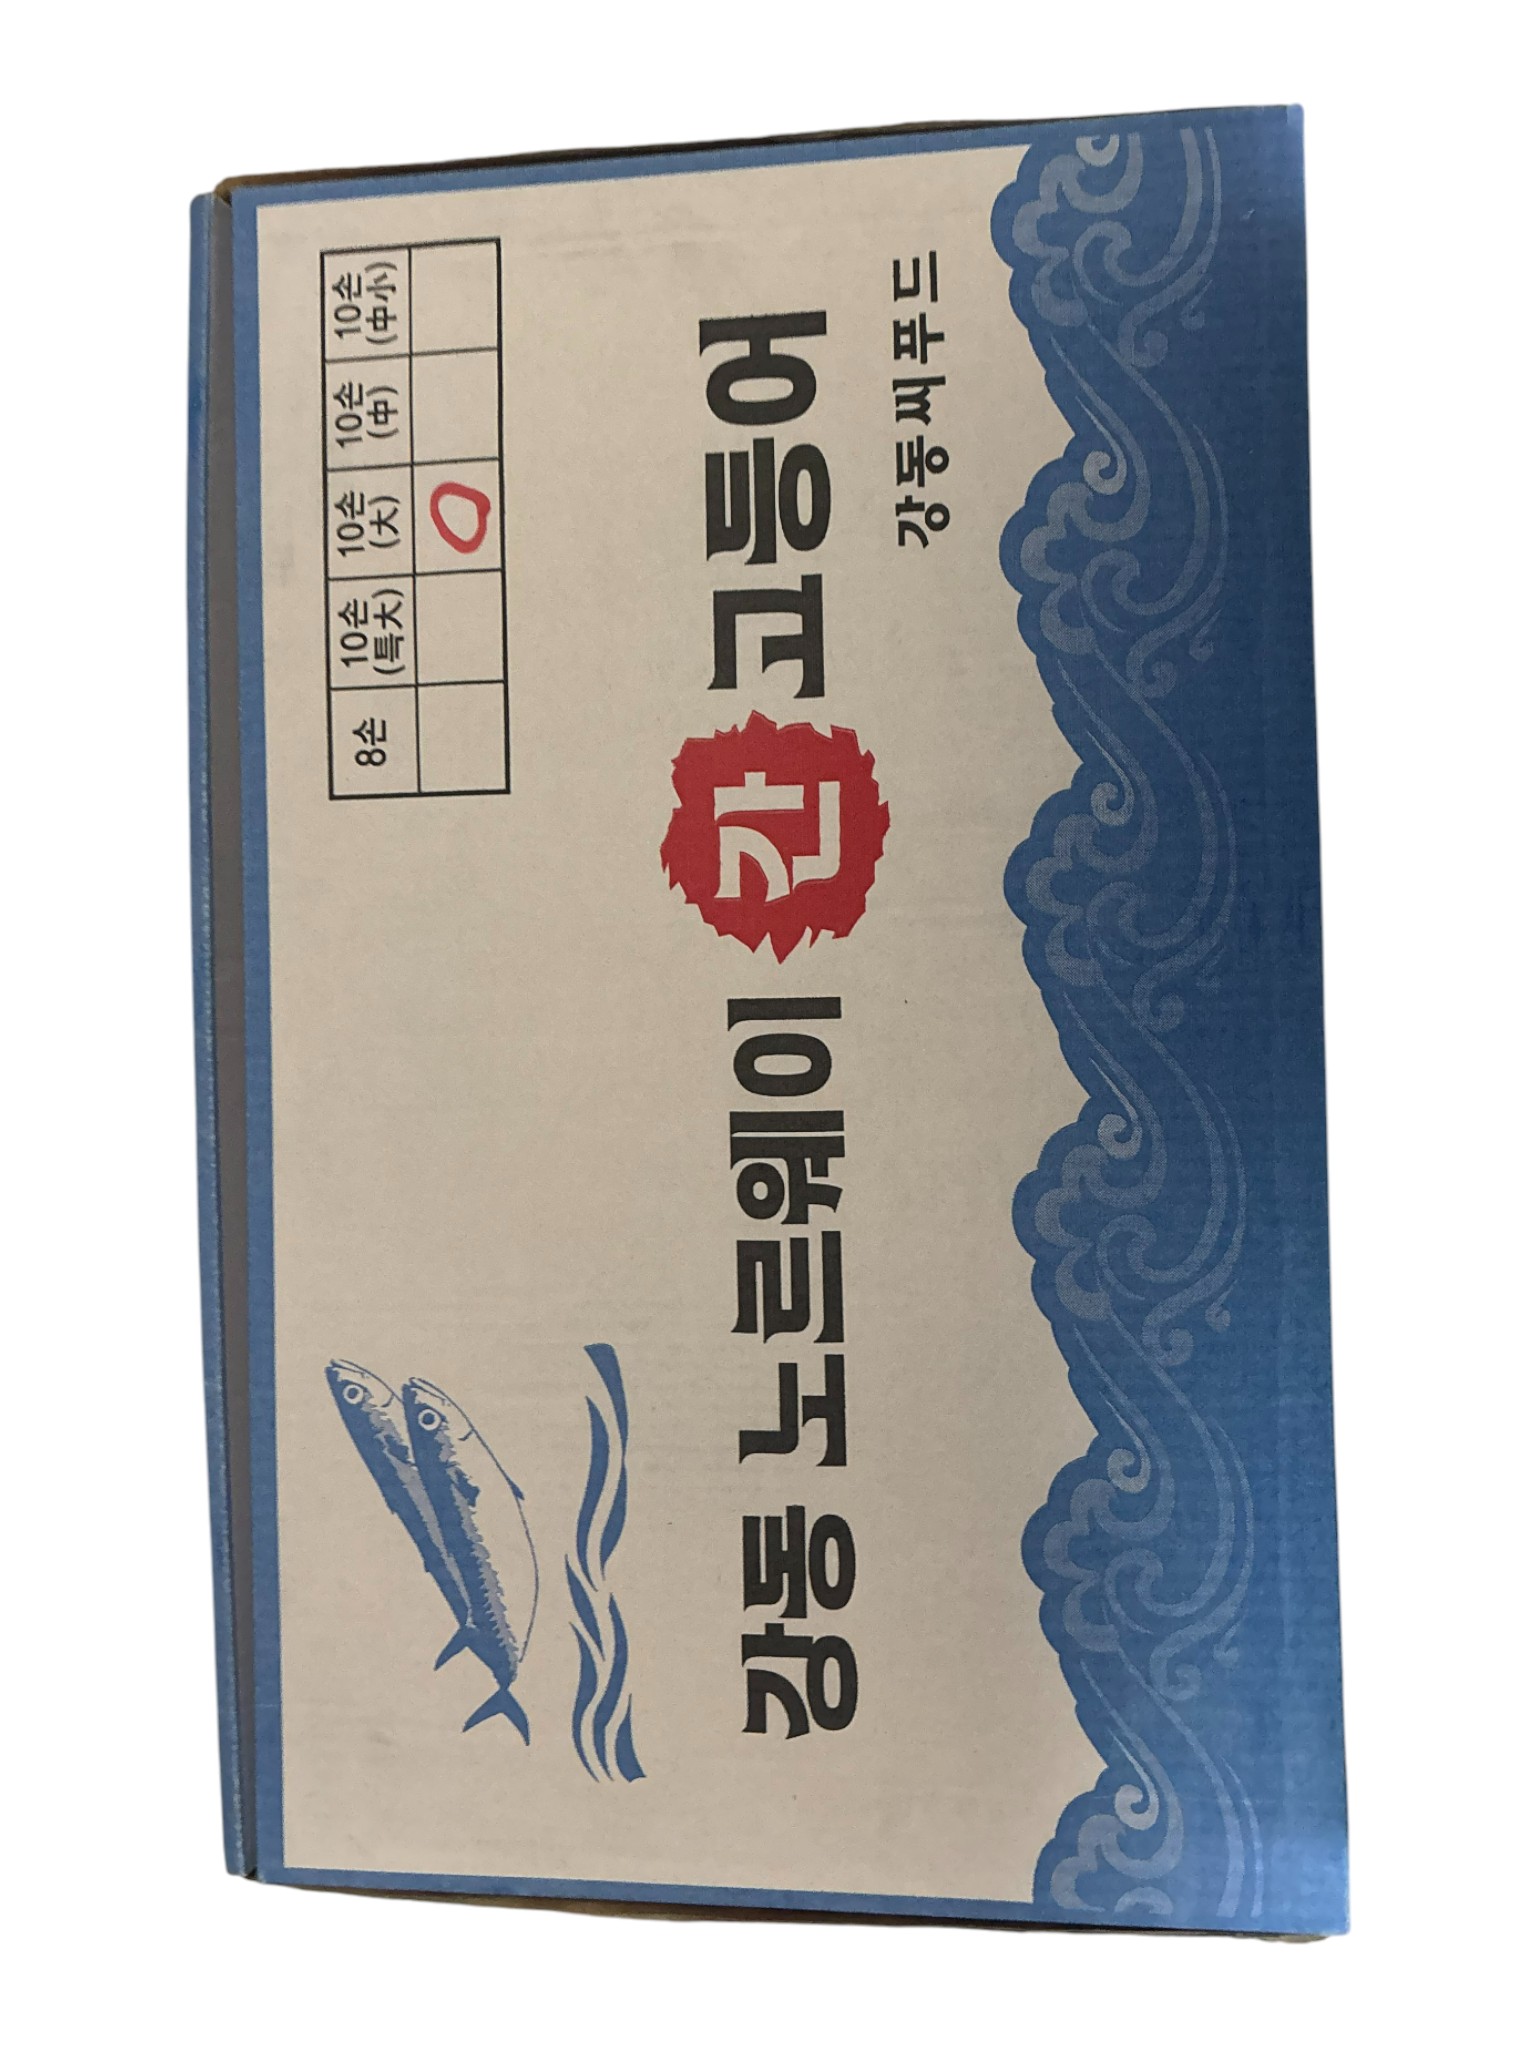 8손 10손 10손 10손 10손
(特大) (大) (中) (中小)
강동 노르웨이 간 고등어
강동씨푸드